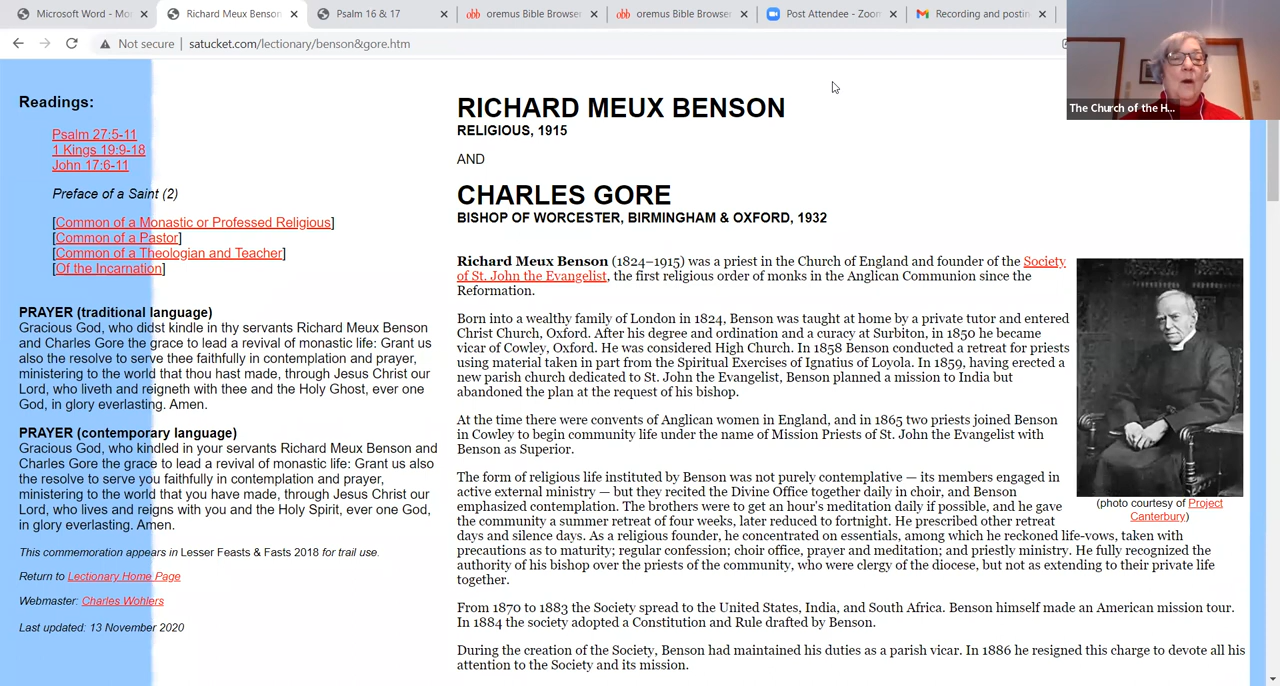 Microsoft Word - Mo
Richard Meux Benson
Psalm 16 & 17
oremus Bible Browser
oremus Bible Browser
Post Attendee - Zoom
Recording and postin
Not secure | satucket.com/lectionary/benson&gore.htm
The Church of the H...
Readings:
Psalm 27:5-11
1 Kings 19:9-18
John 17:6-11
Preface of a Saint (2)
[Common of a Monastic or Professed Religious]
[Common of a Pastor]
[Common of a Theologian and Teacher]
[Of the Incarnation]
PRAYER (traditional language)
Gracious God, who didst kindle in thy servants Richard Meux Benson
and Charles Gore the grace to lead a revival of monastic life: Grant us
also the resolve to serve thee faithfully in contemplation and prayer,
ministering to the world that thou hast made, through Jesus Christ our
Lord, who liveth and reigneth with thee and the Holy Ghost, ever one
God, in glory everlasting. Amen.
PRAYER (contemporary language)
Gracious God, who kindled in your servants Richard Meux Benson and
Charles Gore the grace to lead a revival of monastic life: Grant us also
the resolve to serve you faithfully in contemplation and prayer,
ministering to the world that you have made, through Jesus Christ our
Lord, who lives and reigns with you and the Holy Spirit, ever one God,
in glory everlasting. Amen.
This commemoration appears in Lesser Feasts & Fasts 2018 for trail use.
Return to Lectionary Home Page
Webmaster: Charles Wohlers
Last updated: 13 November 2020
RICHARD MEUX BENSON
RELIGIOUS, 1915
AND
CHARLES GORE
BISHOP OF WORCESTER, BIRMINGHAM & OXFORD, 1932
Richard Meux Benson (1824–1915) was a priest in the Church of England and founder of the Society
of St. John the Evangelist, the first religious order of monks in the Anglican Communion since the
Reformation.
Born into a wealthy family of London in 1824, Benson was taught at home by a private tutor and entered
Christ Church, Oxford. After his degree and ordination and a curacy at Surbiton, in 1850 he became
vicar of Cowley, Oxford. He was considered High Church. In 1858 Benson conducted a retreat for priests
using material taken in part from the Spiritual Exercises of Ignatius of Loyola. In 1859, having erected a
new parish church dedicated to St. John the Evangelist, Benson planned a mission to India but
abandoned the plan at the request of his bishop.
At the time there were convents of Anglican women in England, and in 1865 two priests joined Benson
in Cowley to begin community life under the name of Mission Priests of St. John the Evangelist with
Benson as Superior.
The form of religious life instituted by Benson was not purely contemplative — its members engaged in
active external ministry — but they recited the Divine Office together daily in choir, and Benson
emphasized contemplation. The brothers were to get an hour's meditation daily if possible, and he gave
the community a summer retreat of four weeks, later reduced to fortnight. He prescribed other retreat
days and silence days. As a religious founder, he concentrated on essentials, among which he reckoned life-vows, taken with
precautions as to maturity; regular confession; choir office, prayer and meditation; and priestly ministry. He fully recognized the
authority of his bishop over the priests of the community, who were clergy of the diocese, but not as extending to their private life
together.
(photo courtesy of Project
Canterbury)
From 1870 to 1883 the Society spread to the United States, India, and South Africa. Benson himself made an American mission tour.
In 1884 the society adopted a Constitution and Rule drafted by Benson.
During the creation of the Society, Benson had maintained his duties as a parish vicar. In 1886 he resigned this charge to devote all his
attention to the Society and its mission.